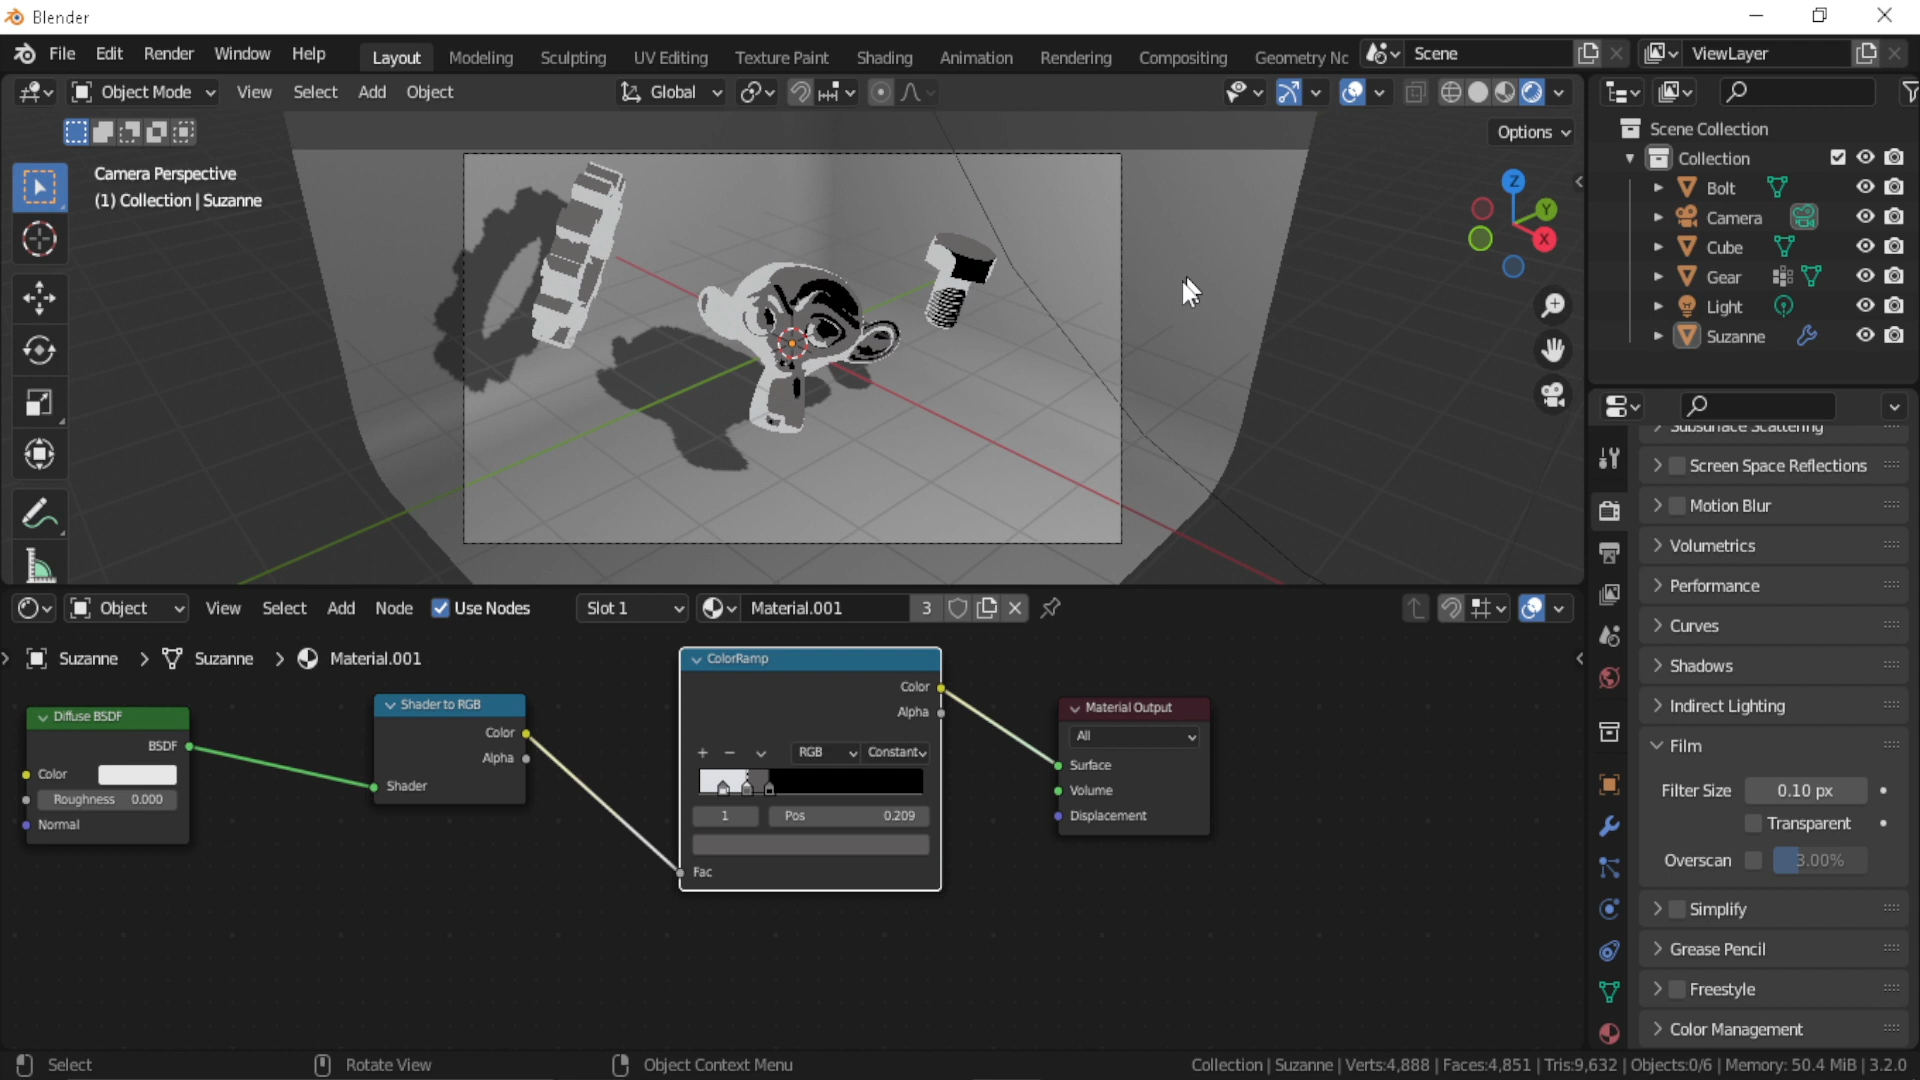 Blender
File Edit Render Window Help Layout Modeling Sculpting UV Editing Texture Paint Shading Animation Rendering Compositing Geometry Nc Scene ViewLayer
Object Mode View Select Add Object Global
Options
Camera Perspective
(1) Collection | Suzanne
Z
Y
X
Scene Collection
Collection
Bolt
Camera
Cube
Gear
Light
Suzanne
Subsurface Scattering
Screen Space Reflections
Motion Blur
Volumetrics
Performance
Curves
Shadows
Indirect Lighting
Film
Filter Size 0.10 px
Transparent
Overscan 3.00%
Simplify
Grease Pencil
Freestyle
Color Management
Object View Select Add Node Use Nodes Slot 1 Material.001 3
Suzanne > Suzanne > Material.001
Diffuse BSDF
BSDF
Color
Roughness 0.000
Normal
Shader to RGB
Color
Alpha
Shader
ColorRamp
Color
Alpha
+ − RGB Constant
1 Pos 0.209
Fac
Material Output
All
Surface
Volume
Displacement
Select Rotate View Object Context Menu Collection | Suzanne | Verts:4,888 | Faces:4,851 | Tris:9,632 | Objects:0/6 | Memory: 50.4 MiB | 3.2.0